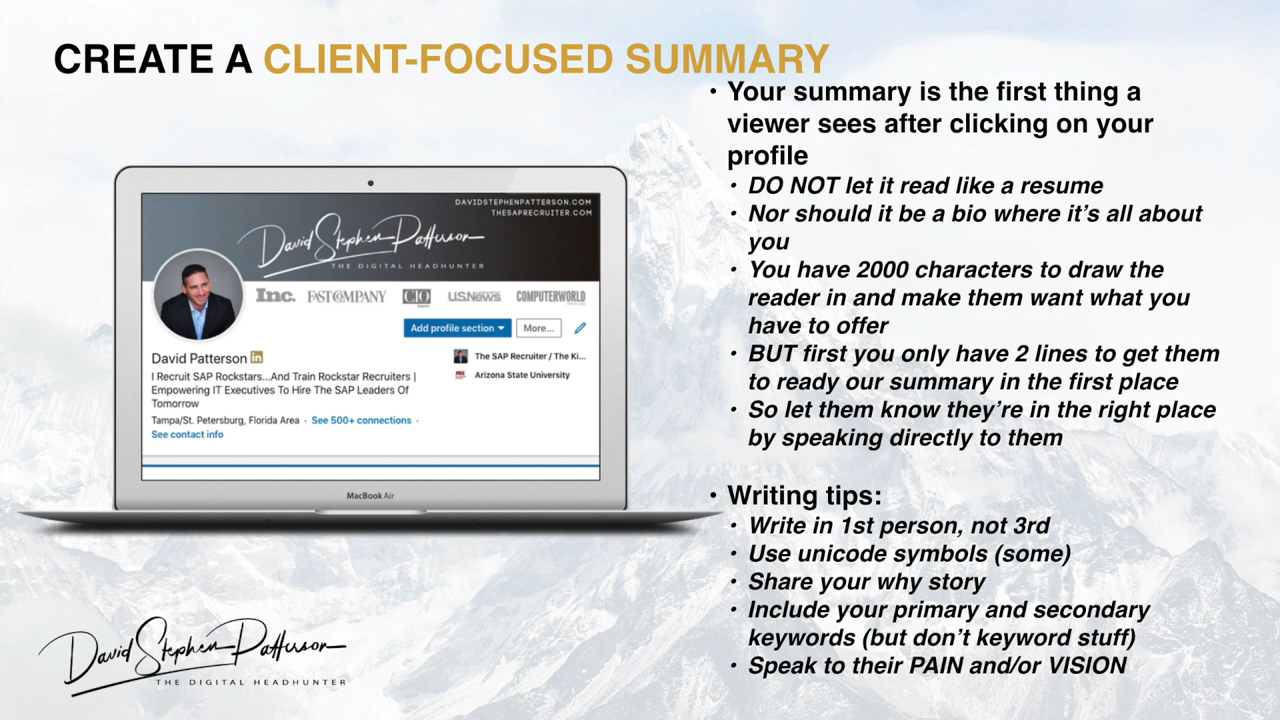 CREATE A CLIENT-FOCUSED SUMMARY
• Your summary is the first thing a
viewer sees after clicking on your
profile
• DO NOT let it read like a resume
• Nor should it be a bio where it’s all about
you
• You have 2000 characters to draw the
reader in and make them want what you
have to offer
• BUT first you only have 2 lines to get them
to ready our summary in the first place
• So let them know they’re in the right place
by speaking directly to them
• Writing tips:
• Write in 1st person, not 3rd
• Use unicode symbols (some)
• Share your why story
• Include your primary and secondary
keywords (but don’t keyword stuff)
• Speak to their PAIN and/or VISION
DAVIDSTEPHENPATTERSON.COM
THESAPRECRUITER.COM
David Stephen Patterson
THE DIGITAL HEADHUNTER
Inc. FAST COMPANY CIO U.S.News COMPUTERWORLD
Add profile section More...
David Patterson in
The SAP Recruiter / The Ki...
I Recruit SAP Rockstars...And Train Rockstar Recruiters |
Empowering IT Executives To Hire The SAP Leaders Of
Tomorrow
Arizona State University
Tampa/St. Petersburg, Florida Area · See 500+ connections ·
See contact info
MacBook Air
David Stephen Patterson
THE DIGITAL HEADHUNTER